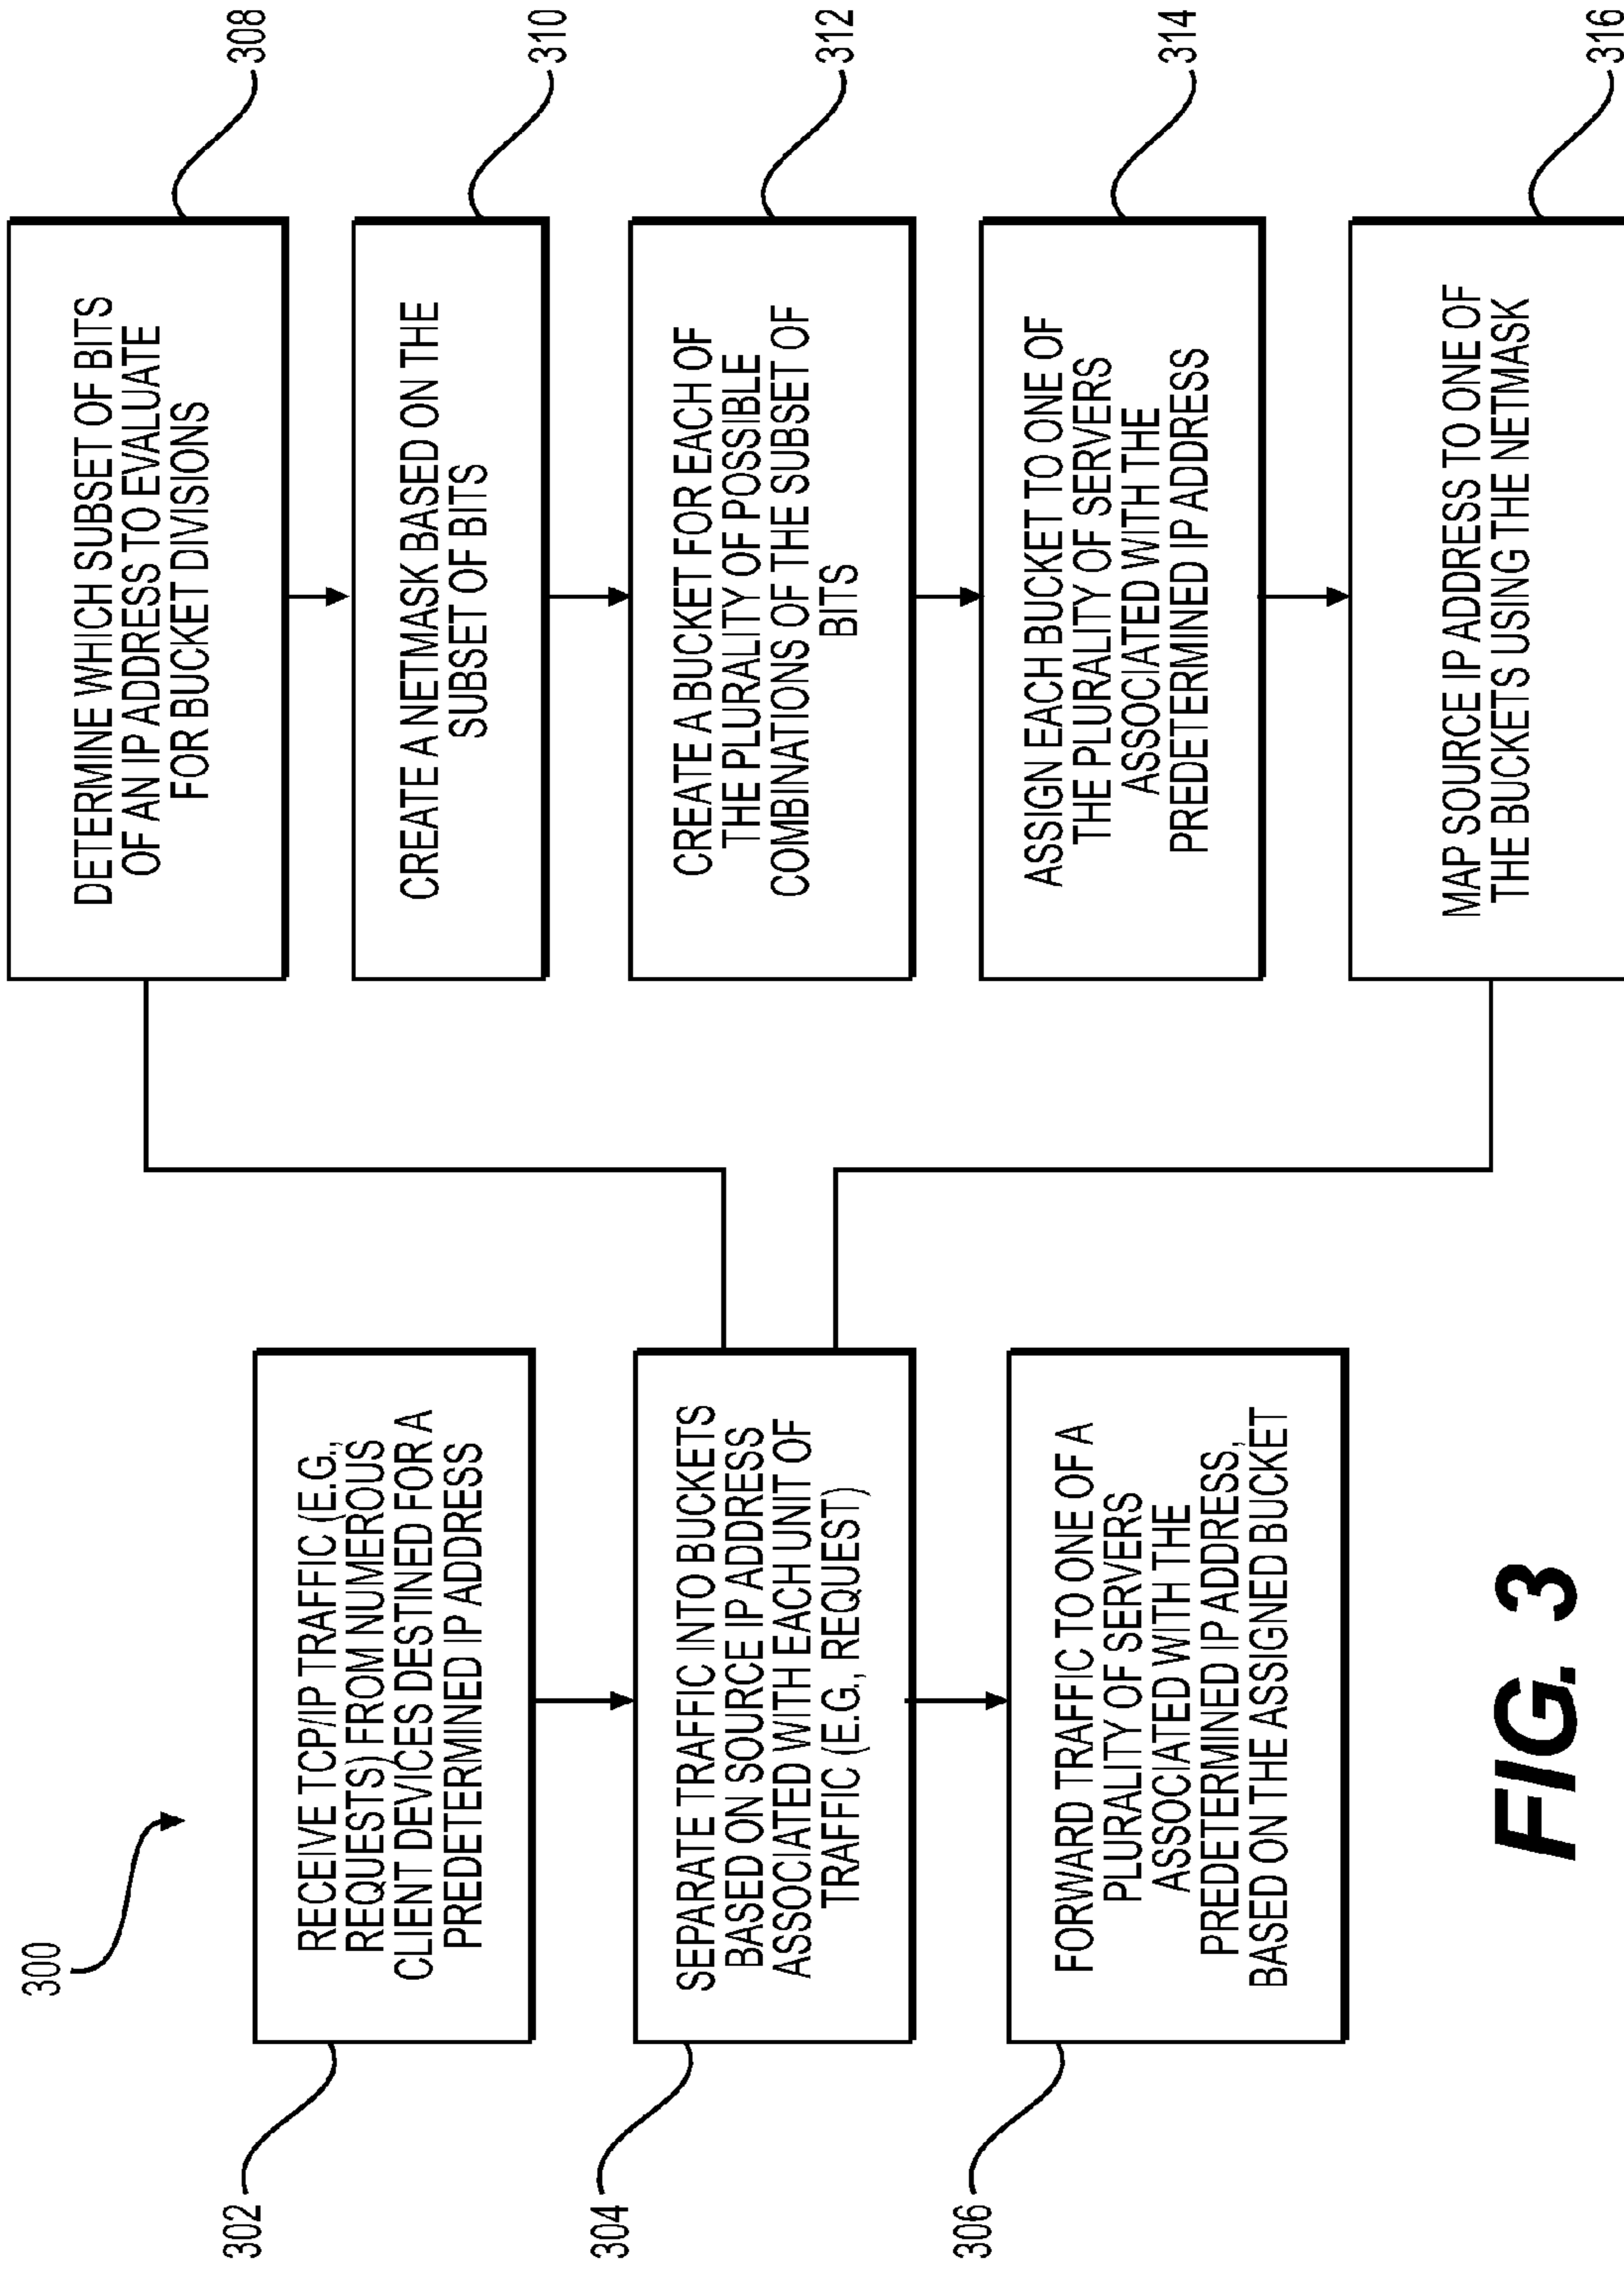 300
302
RECEIVE TCP/IP TRAFFIC (E.G.,
REQUESTS) FROM NUMEROUS
CLIENT DEVICES DESTINED FOR A
PREDETERMINED IP ADDRESS
304
SEPARATE TRAFFIC INTO BUCKETS
BASED ON SOURCE IP ADDRESS
ASSOCIATED WITH EACH UNIT OF
TRAFFIC (E.G., REQUEST)
306
FORWARD TRAFFIC TO ONE OF A
PLURALITY OF SERVERS
ASSOCIATED WITH THE
PREDETERMINED IP ADDRESS,
BASED ON THE ASSIGNED BUCKET
308
DETERMINE WHICH SUBSET OF BITS
OF AN IP ADDRESS TO EVALUATE
FOR BUCKET DIVISIONS
310
CREATE A NETMASK BASED ON THE
SUBSET OF BITS
312
CREATE A BUCKET FOR EACH OF
THE PLURALITY OF POSSIBLE
COMBINATIONS OF THE SUBSET OF
BITS
314
ASSIGN EACH BUCKET TO ONE OF
THE PLURALITY OF SERVERS
ASSOCIATED WITH THE
PREDETERMINED IP ADDRESS
316
MAP SOURCE IP ADDRESS TO ONE OF
THE BUCKETS USING THE NETMASK
FIG. 3